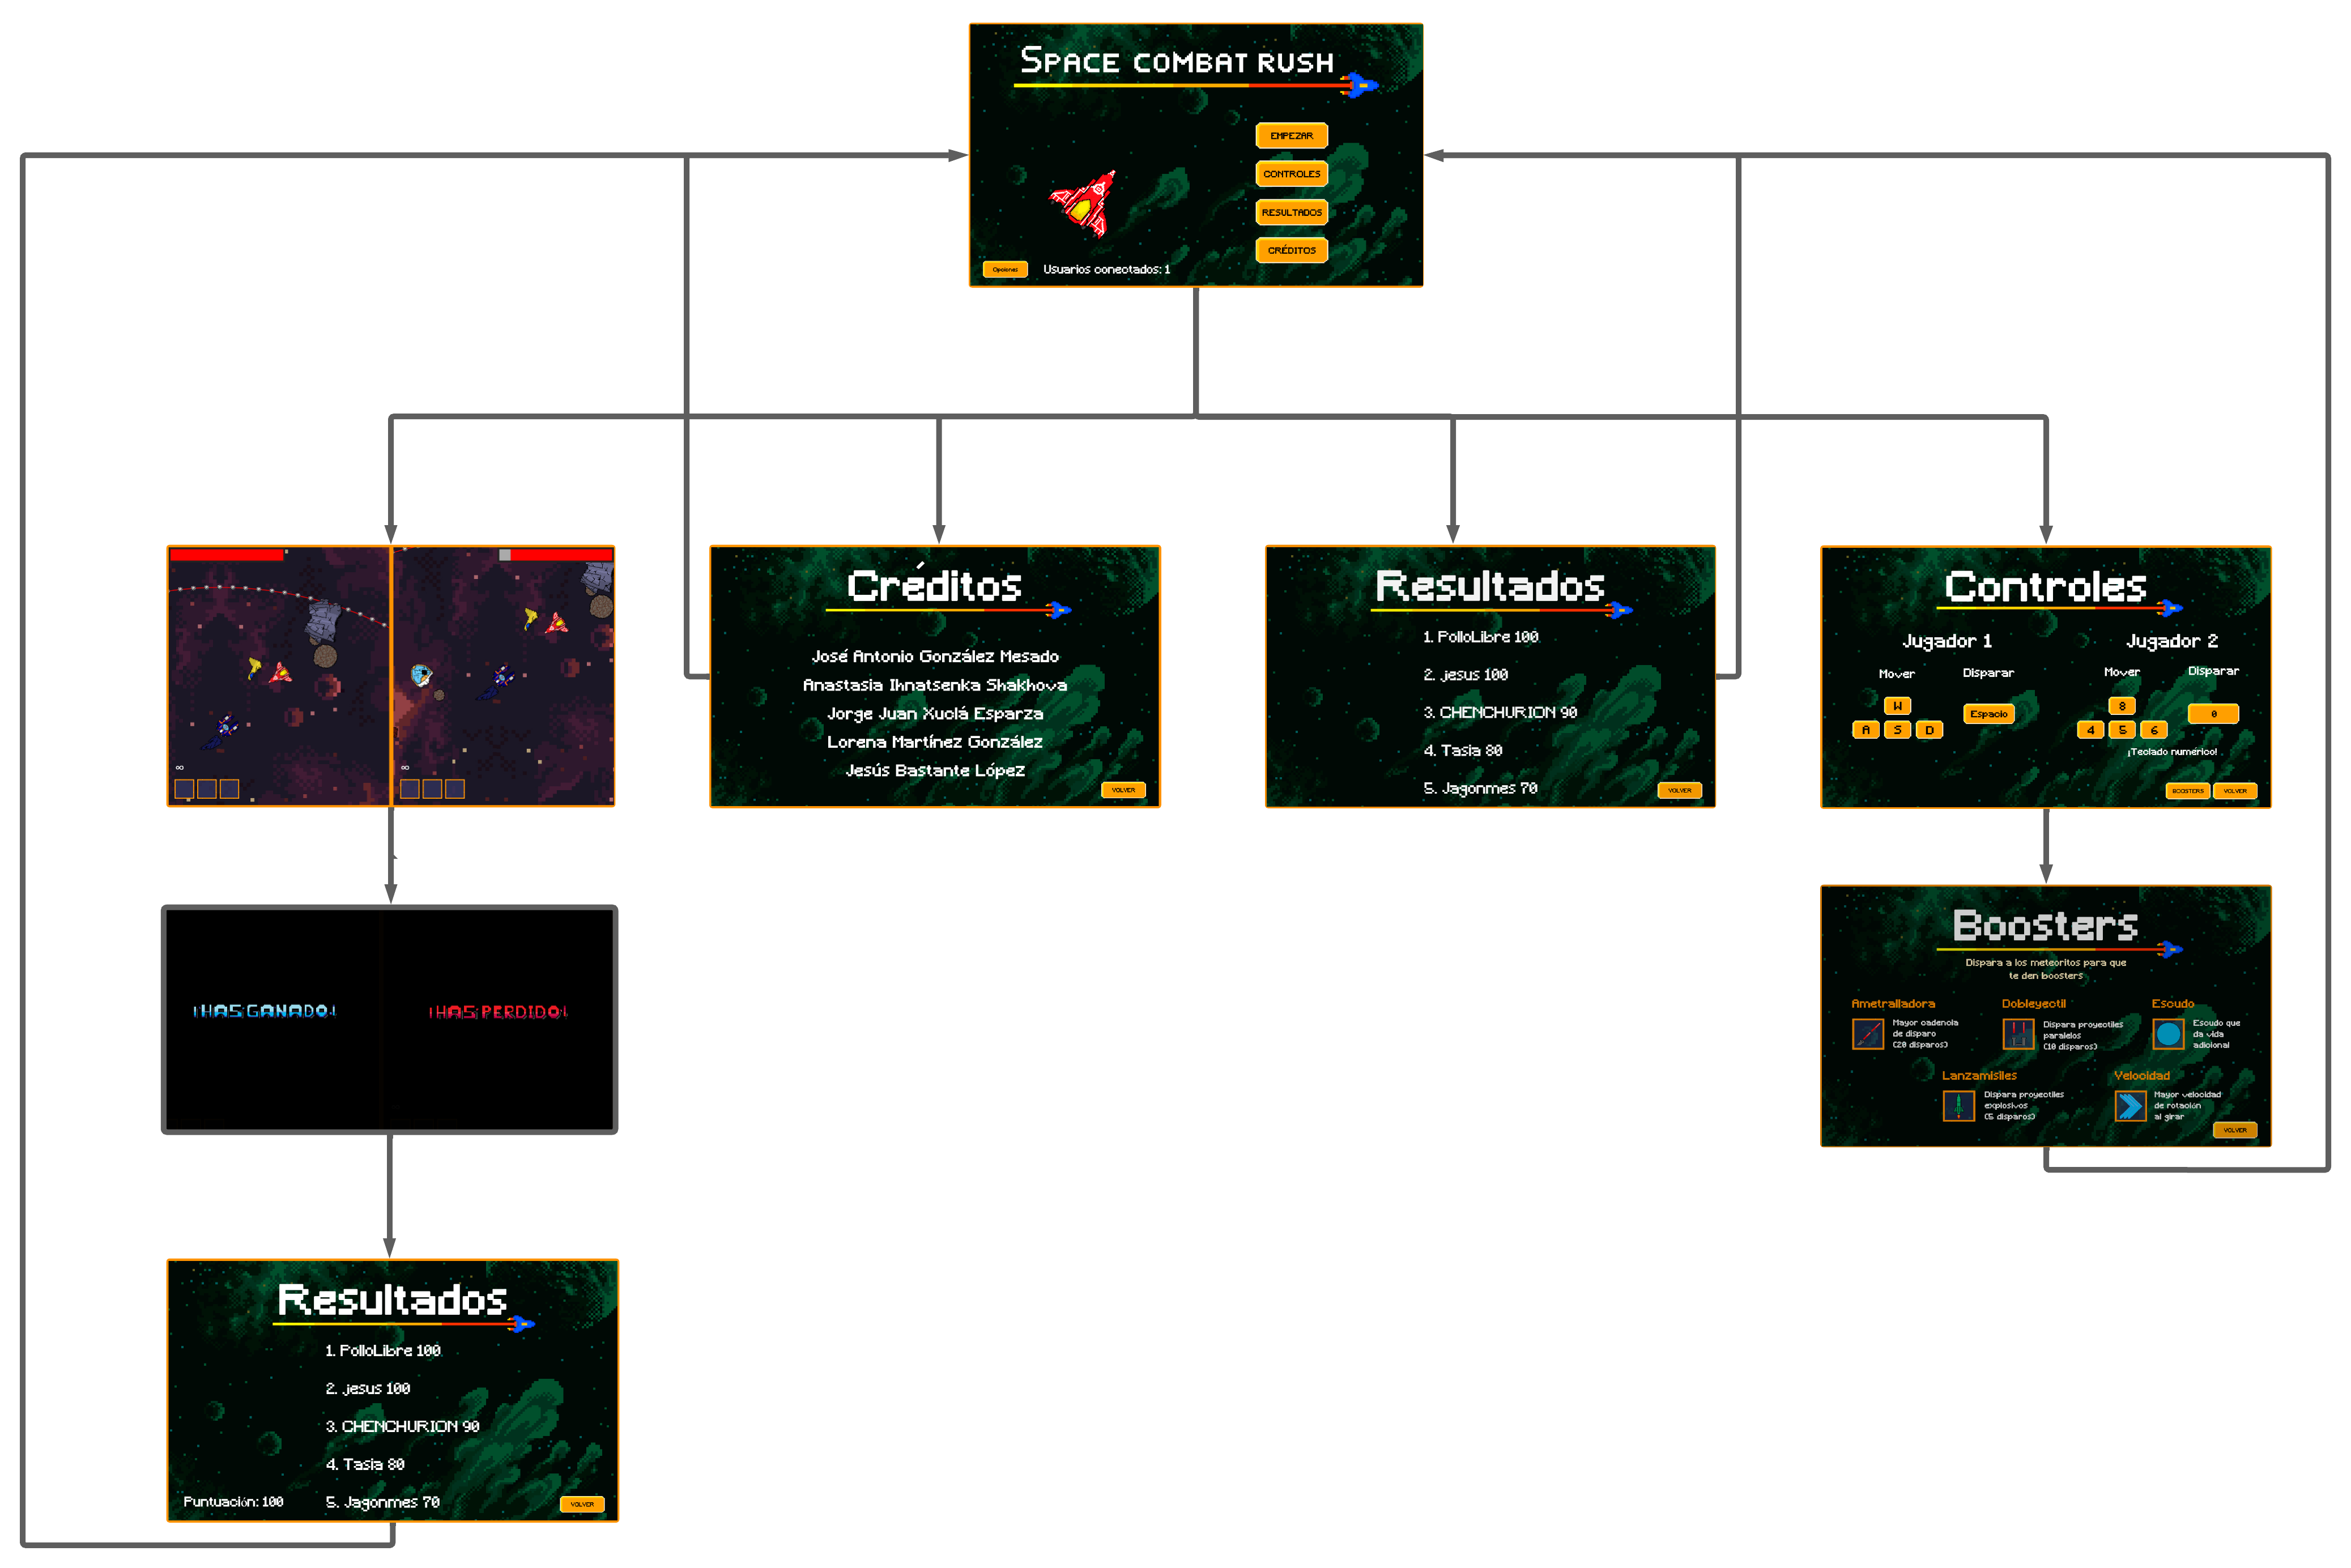 SPACE COMBAT RUSH
EMPEZAR
CONTROLES
RESULTADOS
CRÉDITOS
Opciones
Usuarios conectados: 1
∞
∞
Créditos
José Antonio González Mesado
Anastasia Ihnatsenka Shakhova
Jorge Juan Xuclá Esparza
Lorena Martínez González
Jesús Bastante López
VOLVER
Resultados
1. PolloLibre 100
2. jesus 100
3. CHENCHURION 90
4. Tasia 80
5. Jagonmes 70
VOLVER
Controles
Jugador 1
Jugador 2
Mover
Disparar
Mover
Disparar
W
A S D
Espacio
8
4 5 6
0
¡Teclado numérico!
BOOSTERS
VOLVER
¡HAS GANADO!
¡HAS PERDIDO!
Boosters
Dispara a los meteoritos para que
te den boosters
Ametralladora
Mayor cadencia
de disparo
(20 disparos)
Dobleyectil
Dispara proyectiles
paralelos
(10 disparos)
Escudo
Escudo que
da vida
adicional
Lanzamisiles
Dispara proyectiles
explosivos
(5 disparos)
Velocidad
Mayor velocidad
de rotación
al girar
VOLVER
Resultados
1. PolloLibre 100
2. jesus 100
3. CHENCHURION 90
4. Tasia 80
5. Jagonmes 70
Puntuación: 100
VOLVER